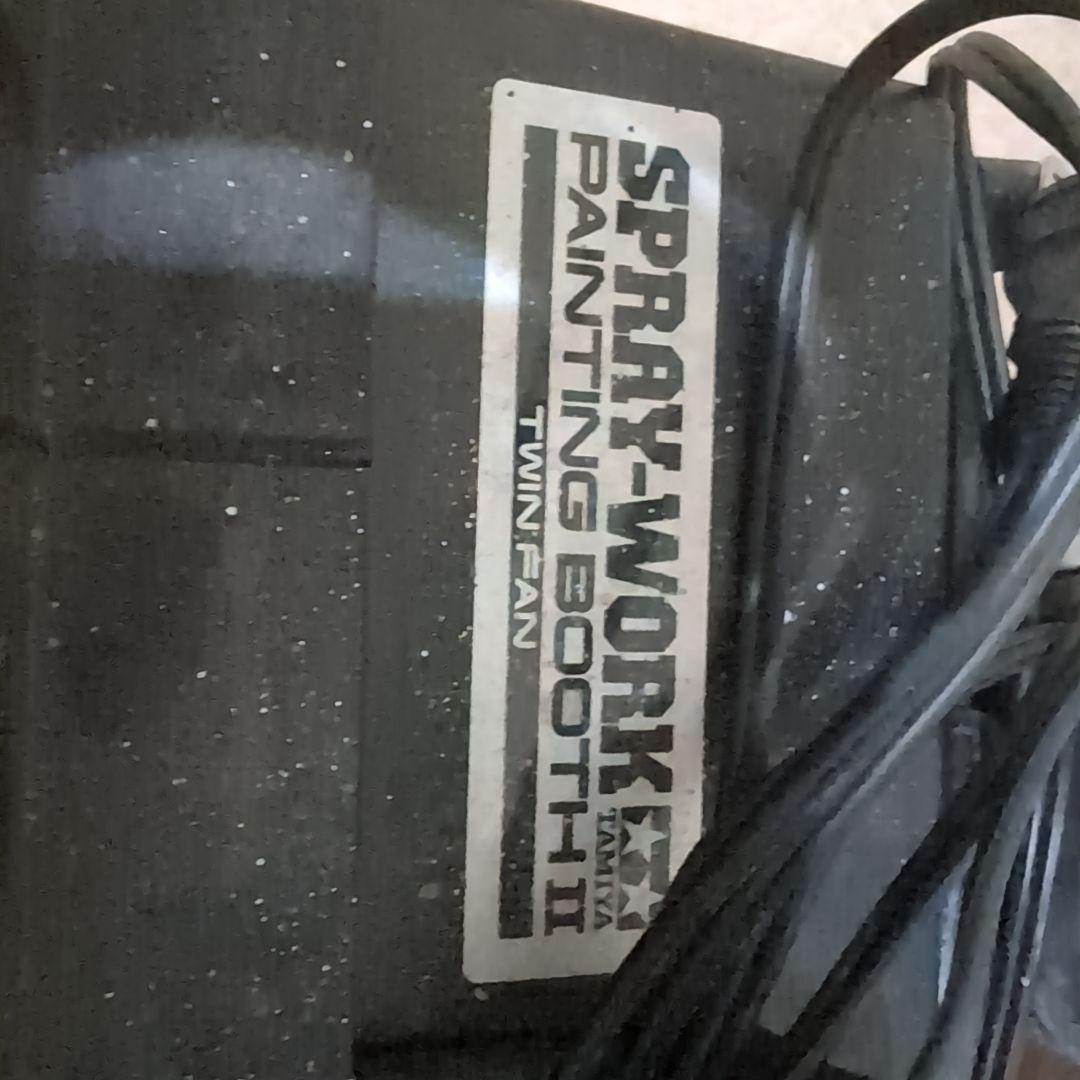 SPRAY-WORK
TAMIYA
PAINTING BOOTH II
TWIN FAN